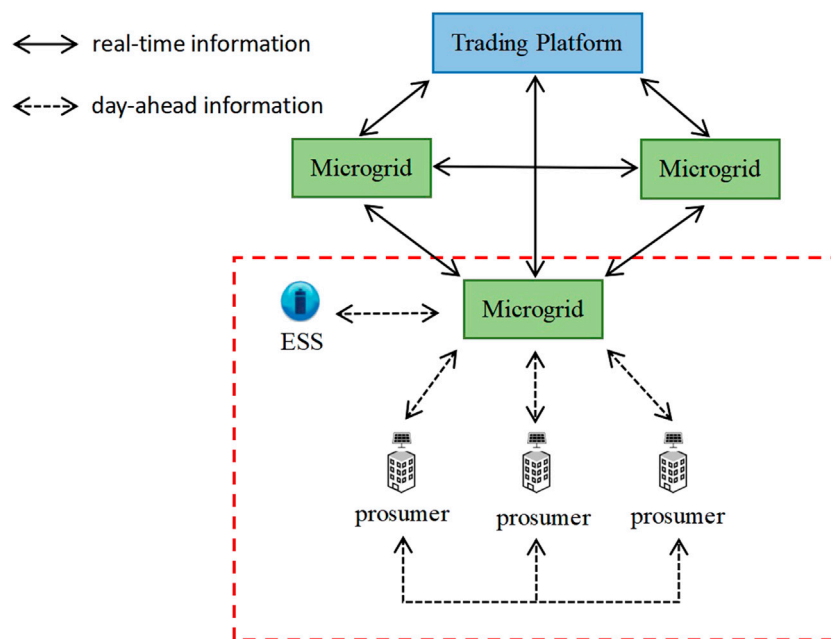 real-time information
Trading Platform
day-ahead information
Microgrid
Microgrid
Microgrid
ESS
prosumer
prosumer
prosumer